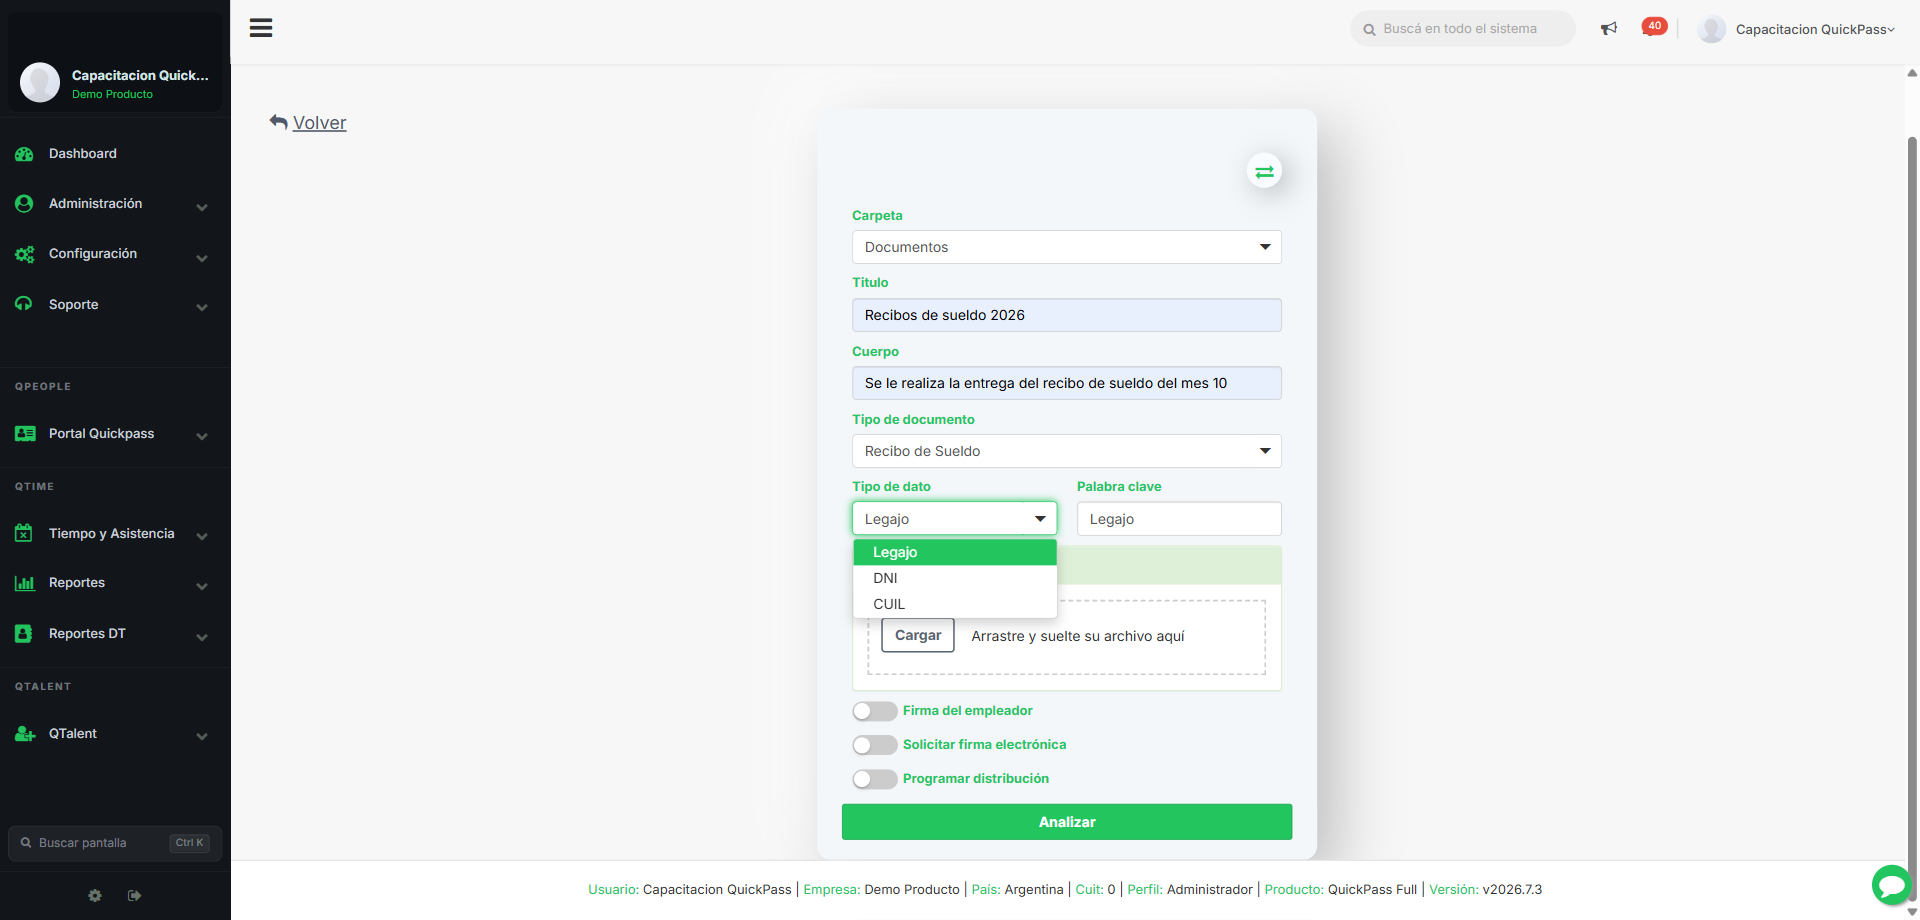 Capacitacion Quick...
Demo Producto
Dashboard
Administración
Configuración
Soporte
QPEOPLE
Portal Quickpass
QTIME
Tiempo y Asistencia
Reportes
Reportes DT
QTALENT
QTalent
Buscar pantalla
Ctrl K
Buscá en todo el sistema
40
Capacitacion QuickPass
Volver
Carpeta
Documentos
Titulo
Recibos de sueldo 2026
Cuerpo
Se le realiza la entrega del recibo de sueldo del mes 10
Tipo de documento
Recibo de Sueldo
Tipo de dato
Palabra clave
Legajo
Legajo
Legajo
DNI
CUIL
Cargar
Arrastre y suelte su archivo aquí
Firma del empleador
Solicitar firma electrónica
Programar distribución
Analizar
Usuario: Capacitacion QuickPass | Empresa: Demo Producto | País: Argentina | Cuit: 0 | Perfil: Administrador | Producto: QuickPass Full | Versión: v2026.7.3